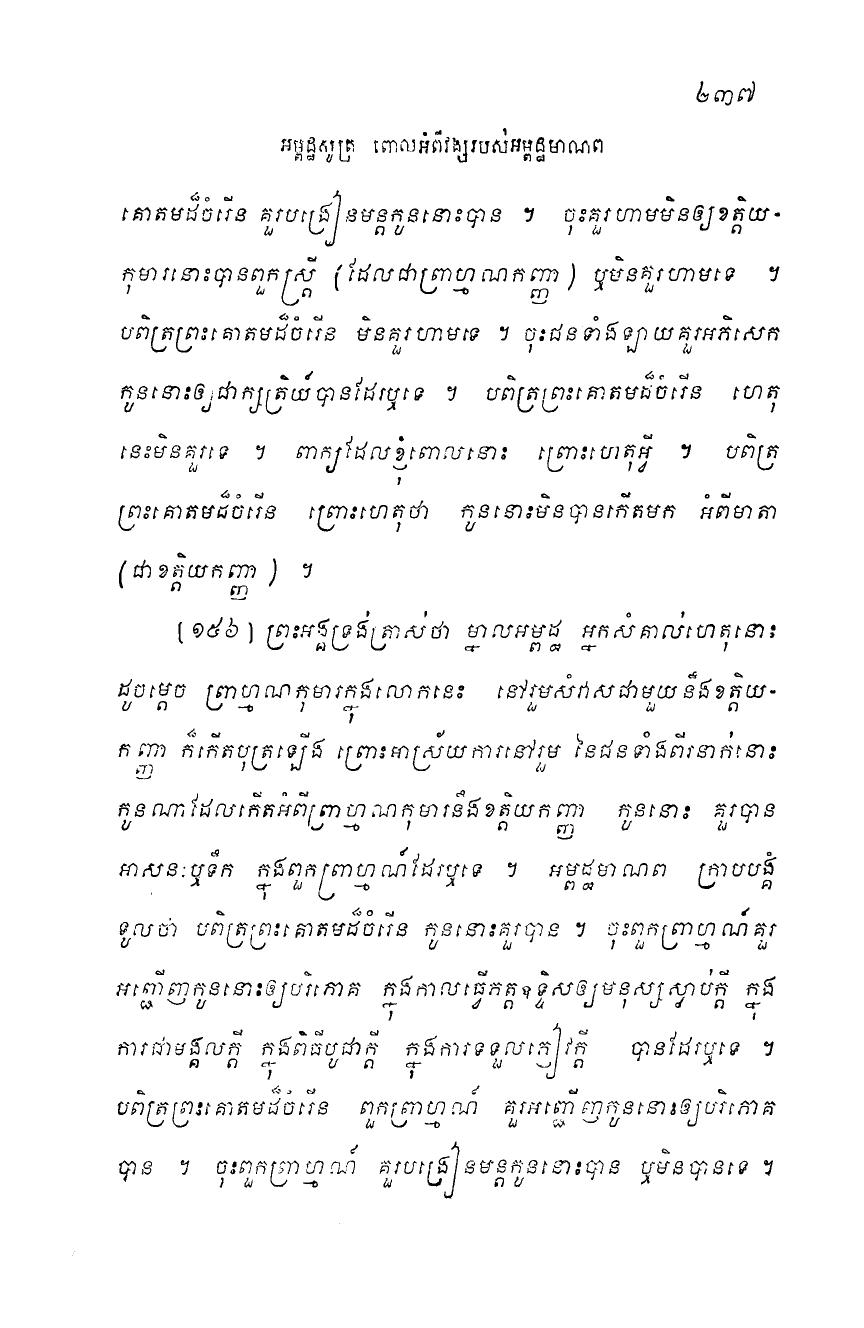 ២៣៧
អម្ពដ្ឋសូត្រ ពោលអំពីវង្សរបស់អម្ពដ្ឋមាណព
គោតមដ៏ចំរើន គួរបង្រៀនមន្តកូននោះបាន ។ ចុះគួរហាមមិនឲ្យខត្តិយ-
កុមារនោះបានពួកស្ត្រី (ដែលជាព្រាហ្មណកញ្ញា) ឬមិនគួរហាមទេ ។
បពិត្រព្រះគោតមដ៏ចំរើន មិនគួរហាមទេ ។ ចុះជនទាំងឡាយគួរអភិសេក
កូននោះឲ្យជាក្សត្រិយ៍បានដែរឬទេ ។ បពិត្រព្រះគោតមដ៏ចំរើន ហេតុ
នេះមិនគួរទេ ។ ពាក្យដែលខ្ញុំពោលនោះ ព្រោះហេតុអ្វី ។ បពិត្រ
ព្រះគោតមដ៏ចំរើន ព្រោះហេតុថា កូននោះមិនបានកើតមក អំពីមាតា
(ជាខត្តិយកញ្ញា) ។
[១៥៦] ព្រះអង្គទ្រង់ត្រាស់ថា ម្នាលអម្ពដ្ឋ អ្នកសំគាល់ហេតុនោះ
ដូចម្តេច ព្រាហ្មណកុមារក្នុងលោកនេះ នៅរួមសំវាសជាមួយនឹងខត្តិយ-
កញ្ញា ក៏កើតបុត្រឡើង ព្រោះអាស្រ័យការនៅរួម នៃជនទាំងពីរនាក់នោះ
កូនណាដែលកើតអំពីព្រាហ្មណកុមារនឹងខត្តិយកញ្ញា កូននោះ គួរបាន
អាសនៈឬទឹក ក្នុងពួកព្រាហ្មណ៍ដែរឬទេ ។ អម្ពដ្ឋមាណព ក្រាបបង្គំ
ទូលថា បពិត្រព្រះគោតមដ៏ចំរើន កូននោះគួរបាន ។ ចុះពួកព្រាហ្មណ៍គួរ
អញ្ជើញកូននោះឲ្យបរិភោគ ក្នុងកាលធ្វើភត្តឧទ្ទិសឲ្យមនុស្សស្លាប់ក្តី ក្នុង
ការជាមង្គលក្តី ក្នុងពិធីបូជាក្តី ក្នុងការទទួលភ្ញៀវក្តី បានដែរឬទេ ។
បពិត្រព្រះគោតមដ៏ចំរើន ពួកព្រាហ្មណ៍ គួរអញ្ជើញកូននោះឲ្យបរិភោគ
បាន ។ ចុះពួកព្រាហ្មណ៍ គួរបង្រៀនមន្តកូននោះបាន ឬមិនបានទេ ។